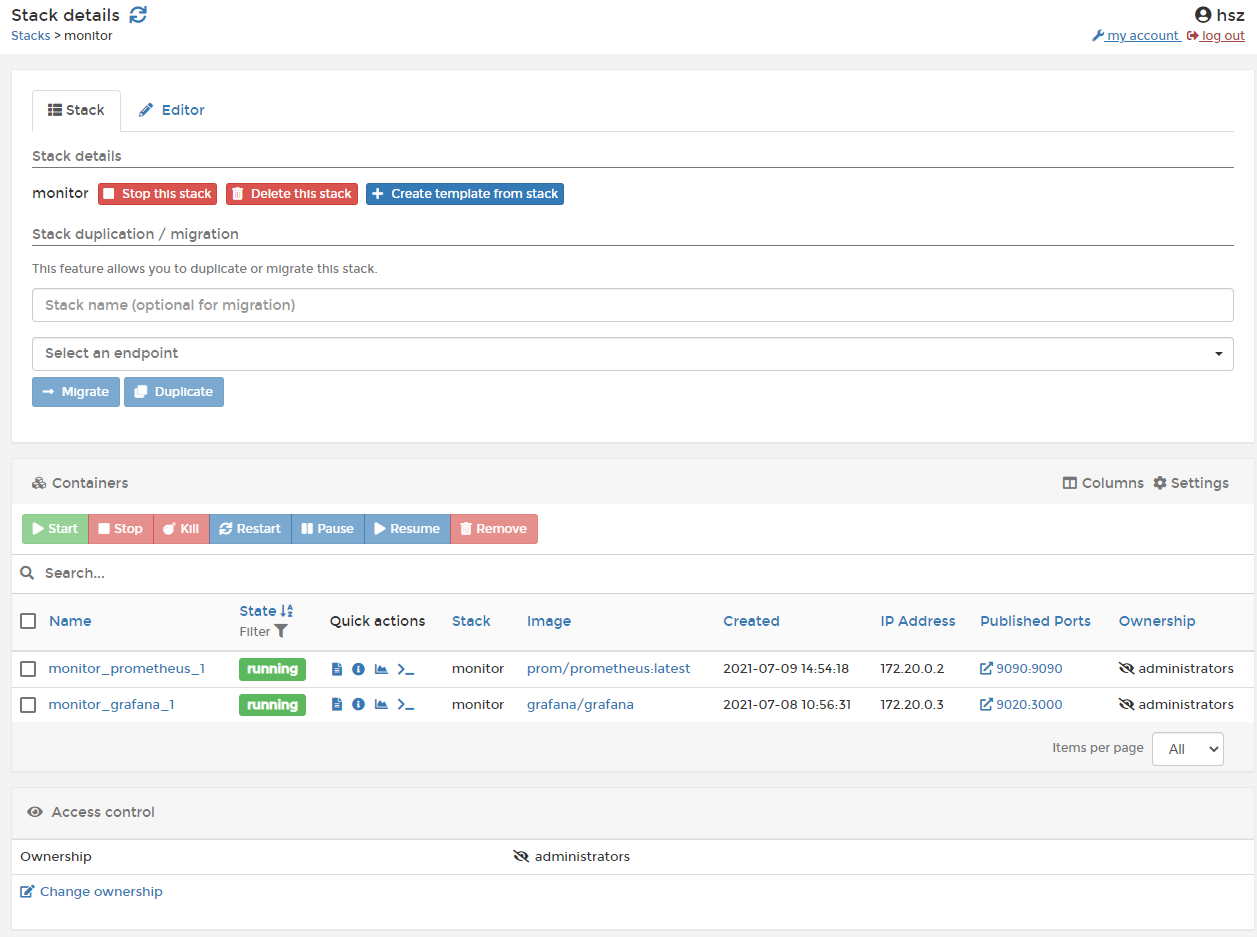 Stack details
hsz
Stacks > monitor
my account log out
Stack Editor
Stack details
monitor Stop this stack Delete this stack Create template from stack
Stack duplication / migration
This feature allows you to duplicate or migrate this stack.
Stack name (optional for migration)
Select an endpoint
Migrate Duplicate
Containers Columns Settings
Start Stop Kill Restart Pause Resume Remove
Search...
Name State Filter Quick actions Stack Image Created IP Address Published Ports Ownership
monitor_prometheus_1 running monitor prom/prometheus:latest 2021-07-09 14:54:18 172.20.0.2 9090:9090 administrators
monitor_grafana_1 running monitor grafana/grafana 2021-07-08 10:56:31 172.20.0.3 9020:3000 administrators
Items per page All
Access control
Ownership administrators
Change ownership